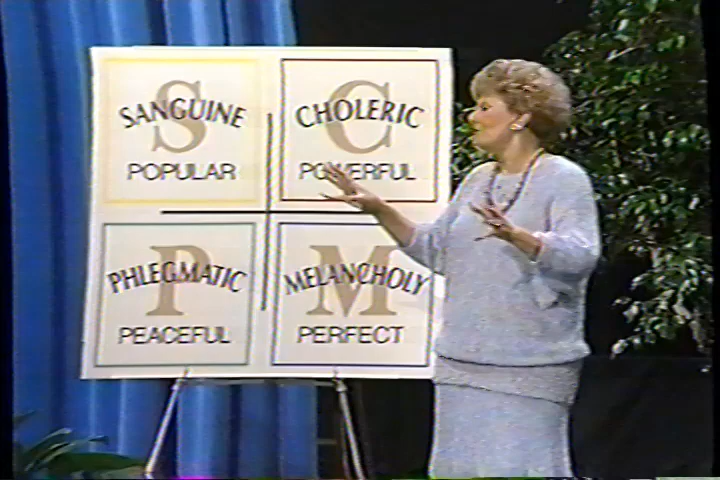 S
SANGUINE
POPULAR
C
CHOLERIC
POWERFUL
P
PHLEGMATIC
PEACEFUL
M
MELANCHOLY
PERFECT